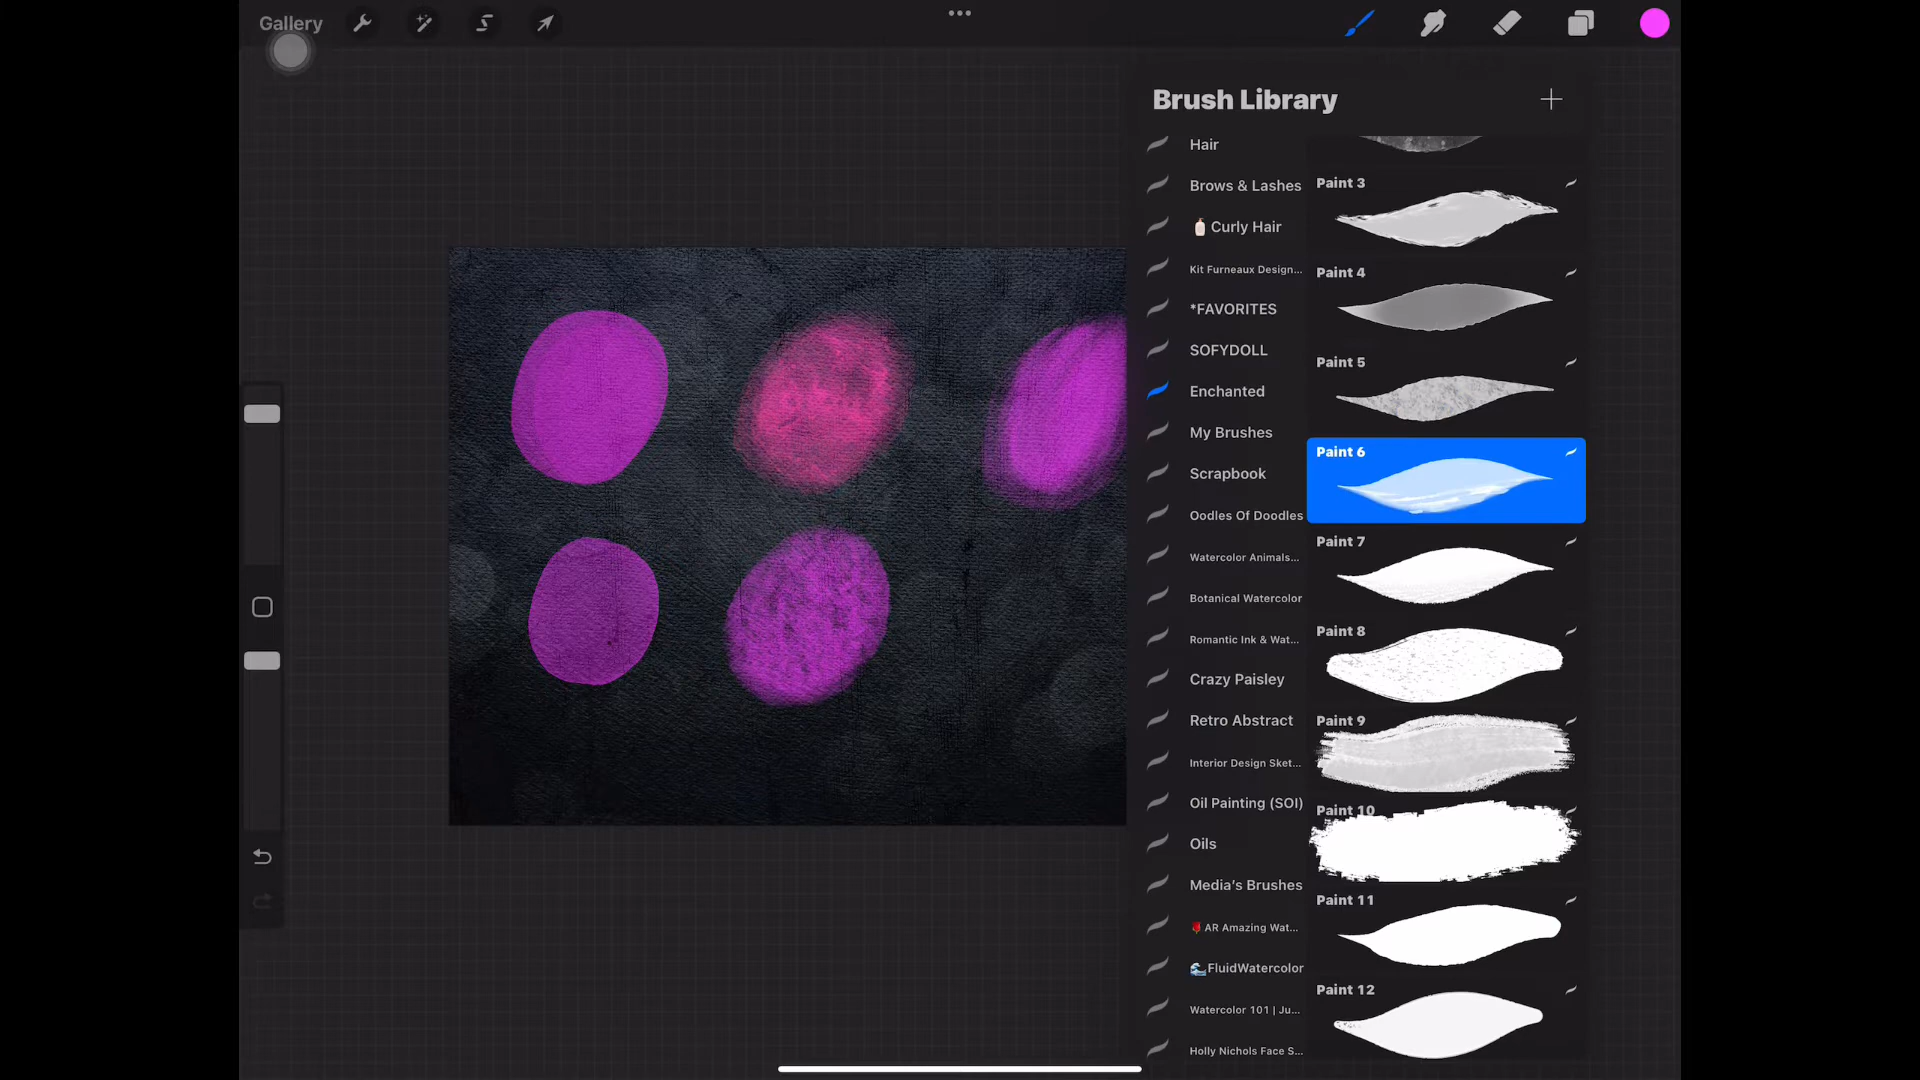 Gallery
Brush Library
Hair
Brows & Lashes
🧴 Curly Hair
Kit Furneaux Design...
*FAVORITES
SOFYDOLL
Enchanted
My Brushes
Scrapbook
Oodles Of Doodles
Watercolor Animals...
Botanical Watercolor
Romantic Ink & Wat...
Crazy Paisley
Retro Abstract
Interior Design Sket...
Oil Painting (SOI)
Oils
Media's Brushes
🌹AR Amazing Wat...
🌊FluidWatercolor
Watercolor 101 | Ju...
Holly Nichols Face S...
Paint 3
Paint 4
Paint 5
Paint 6
Paint 7
Paint 8
Paint 9
Paint 10
Paint 11
Paint 12